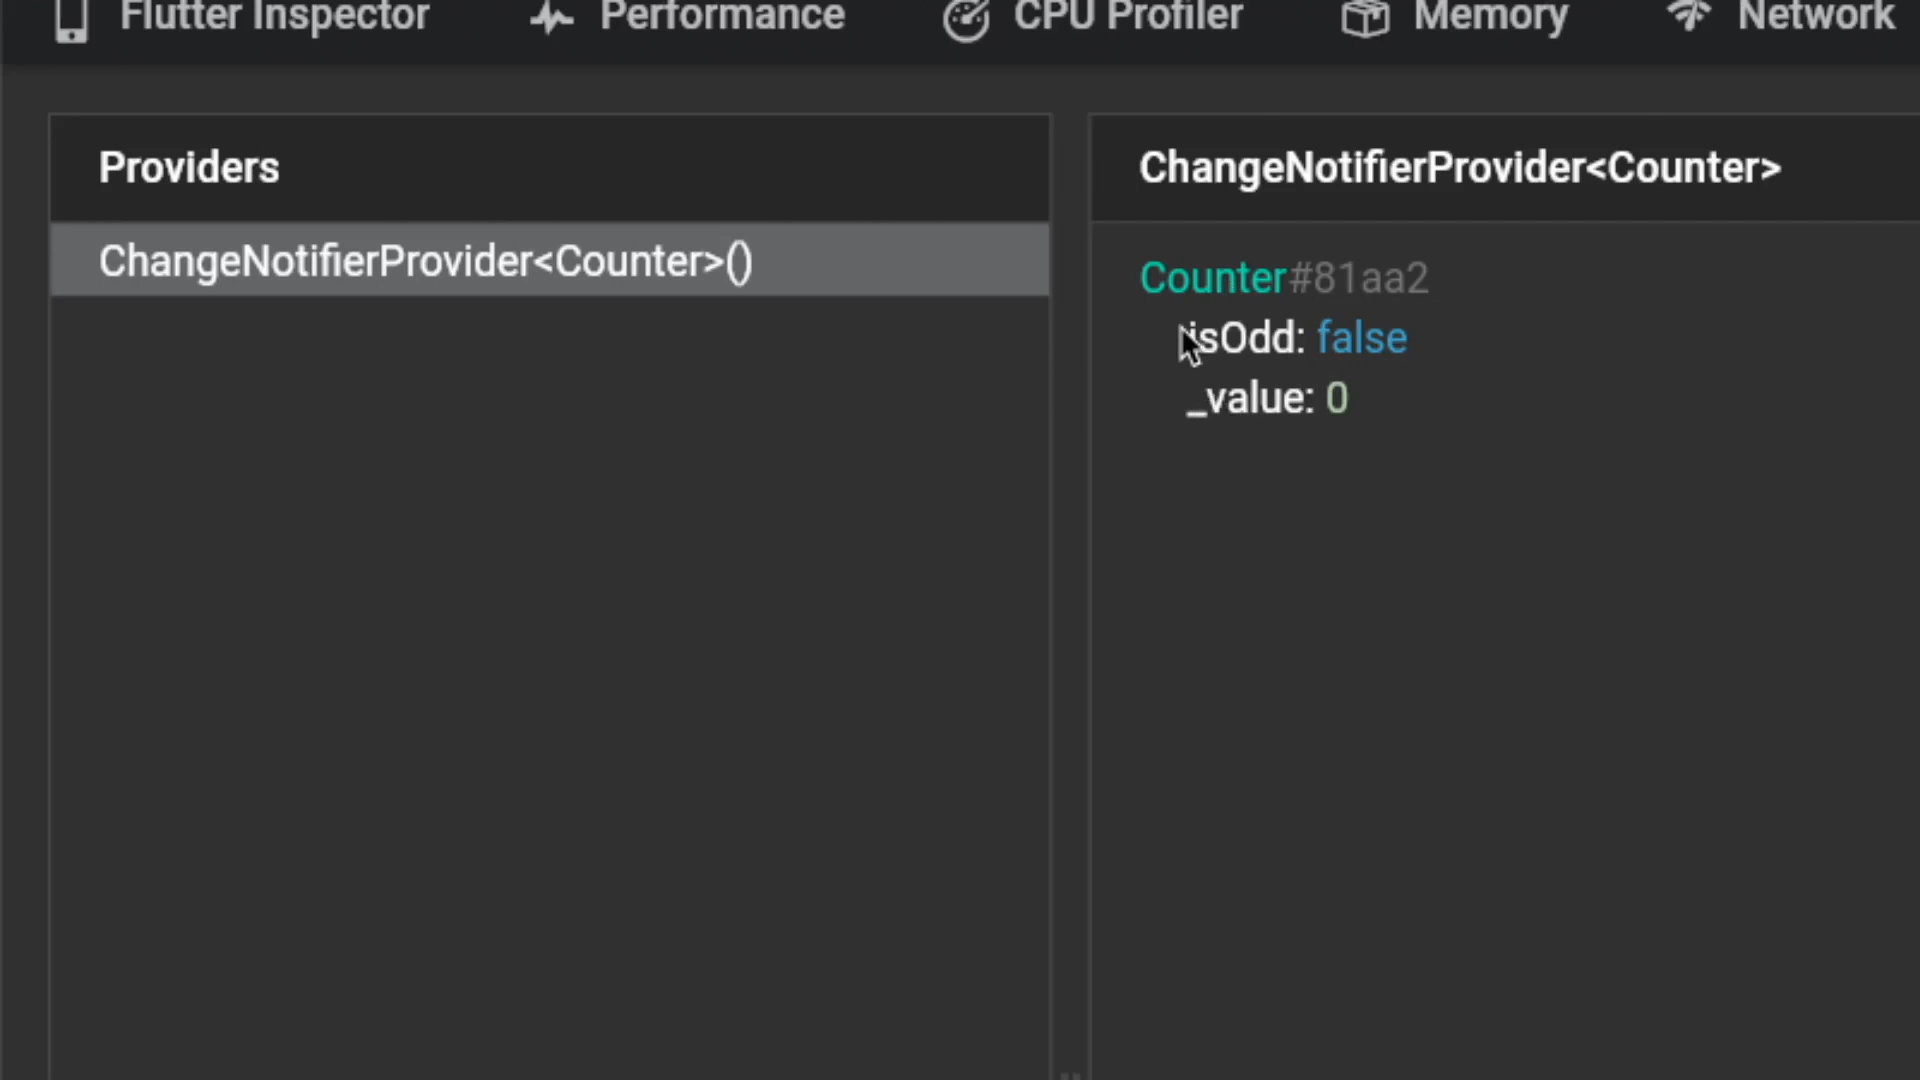 Flutter Inspector Performance CPU Profiler Memory Network
Providers
ChangeNotifierProvider<Counter>()
ChangeNotifierProvider<Counter>
Counter#81aa2
isOdd: false
_value: 0